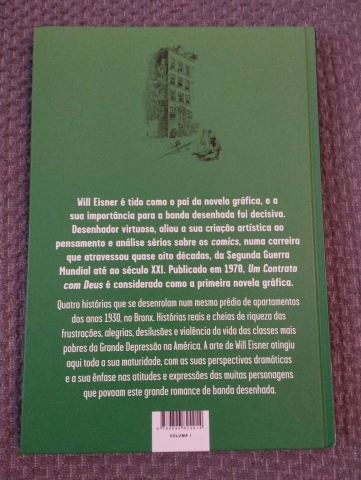 Will Eisner é tido como o pai da novela gráfica, e a
sua importância para a banda desenhada foi decisiva.
Desenhador virtuoso, aliou a sua criação artística ao
pensamento e análise sérios sobre os comics, numa carreira
que atravessou quase oito décadas, da Segunda Guerra
Mundial até ao século XXI. Publicado em 1978, Um Contrato
com Deus é considerado como a primeira novela gráfica.
Quatro histórias que se desenrolam num mesmo prédio de apartamentos
dos anos 1930, no Bronx. Histórias reais e cheias de riqueza das
frustrações, alegrias, desilusões e violência da vida das classes mais
pobres da Grande Depressão na América. A arte de Will Eisner atingiu
aqui toda a sua maturidade, com as suas perspectivas dramáticas
e a sua ênfase nas atitudes e expressões das muitas personagens
que povoam este grande romance de banda desenhada.
VOLUME 1